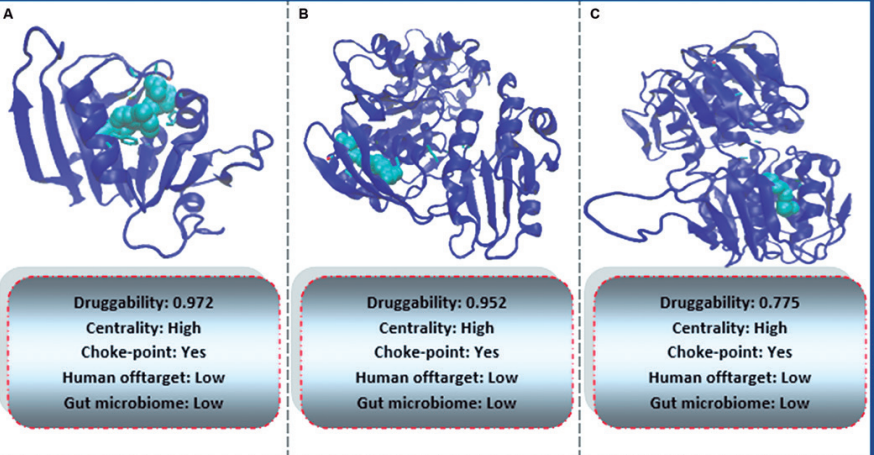 A
B
C
Druggability: 0.972
Centrality: High
Choke-point: Yes
Human offtarget: Low
Gut microbiome: Low
Druggability: 0.952
Centrality: High
Choke-point: Yes
Human offtarget: Low
Gut microbiome: Low
Druggability: 0.775
Centrality: High
Choke-point: Yes
Human offtarget: Low
Gut microbiome: Low